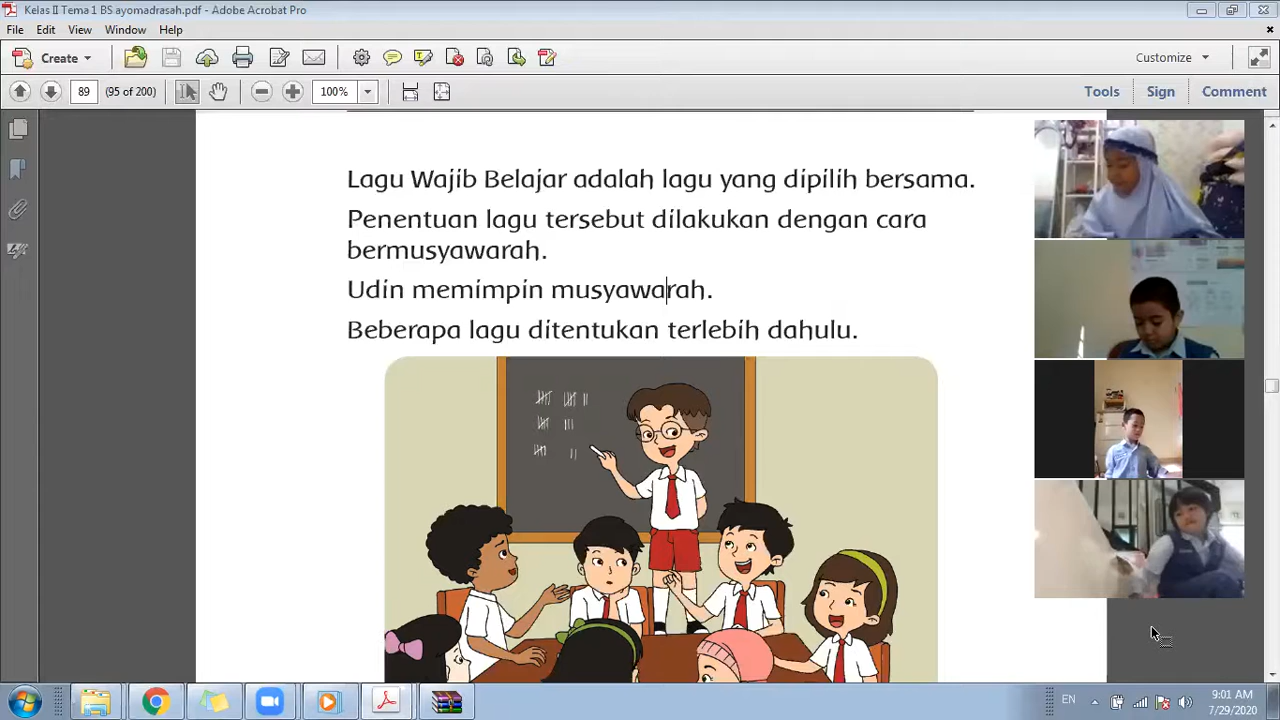 Kelas II Tema 1 BS ayomadrasah.pdf - Adobe Acrobat Pro
File Edit View Window Help
Create Customize
89 (95 of 200) 100% Tools Sign Comment
Lagu Wajib Belajar adalah lagu yang dipilih bersama.
Penentuan lagu tersebut dilakukan dengan cara
bermusyawarah.
Udin memimpin musyawarah.
Beberapa lagu ditentukan terlebih dahulu.
EN 9:01 AM
7/29/2020